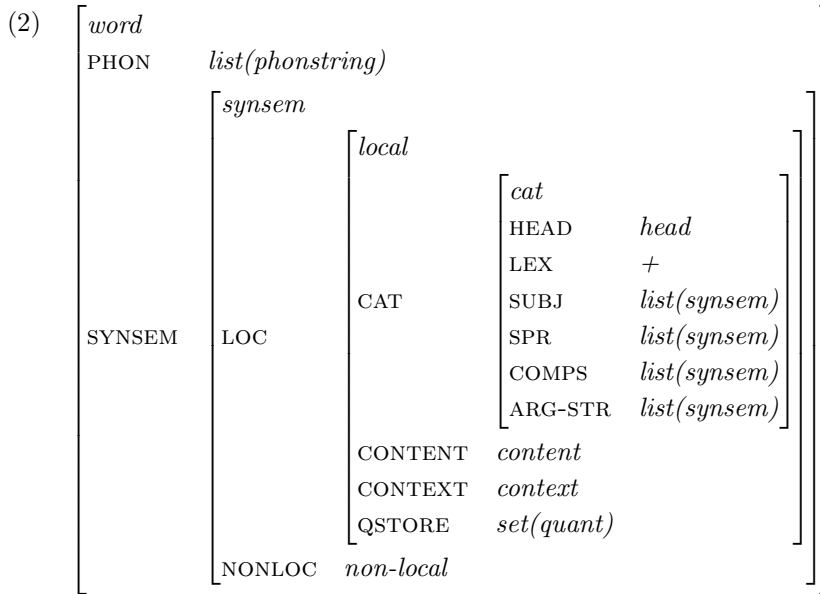 (2)
word
PHON list(phonstring)
synsem
local
cat
HEAD head
LEX +
CAT SUBJ list(synsem)
SYNSEM LOC SPR list(synsem)
COMPS list(synsem)
ARG-STR list(synsem)
CONTENT content
CONTEXT context
QSTORE set(quant)
NONLOC non-local